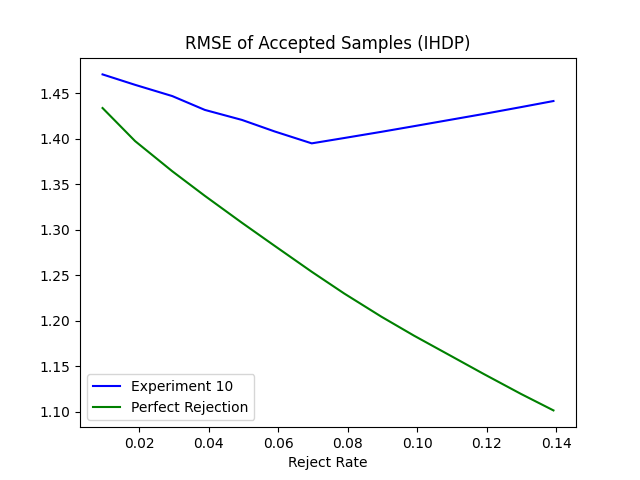 RMSE of Accepted Samples (IHDP)
1.45
1.40
1.35
1.30
1.25
1.20
1.15
1.10
Experiment 10
Perfect Rejection
0.02 0.04 0.06 0.08 0.10 0.12 0.14
Reject Rate